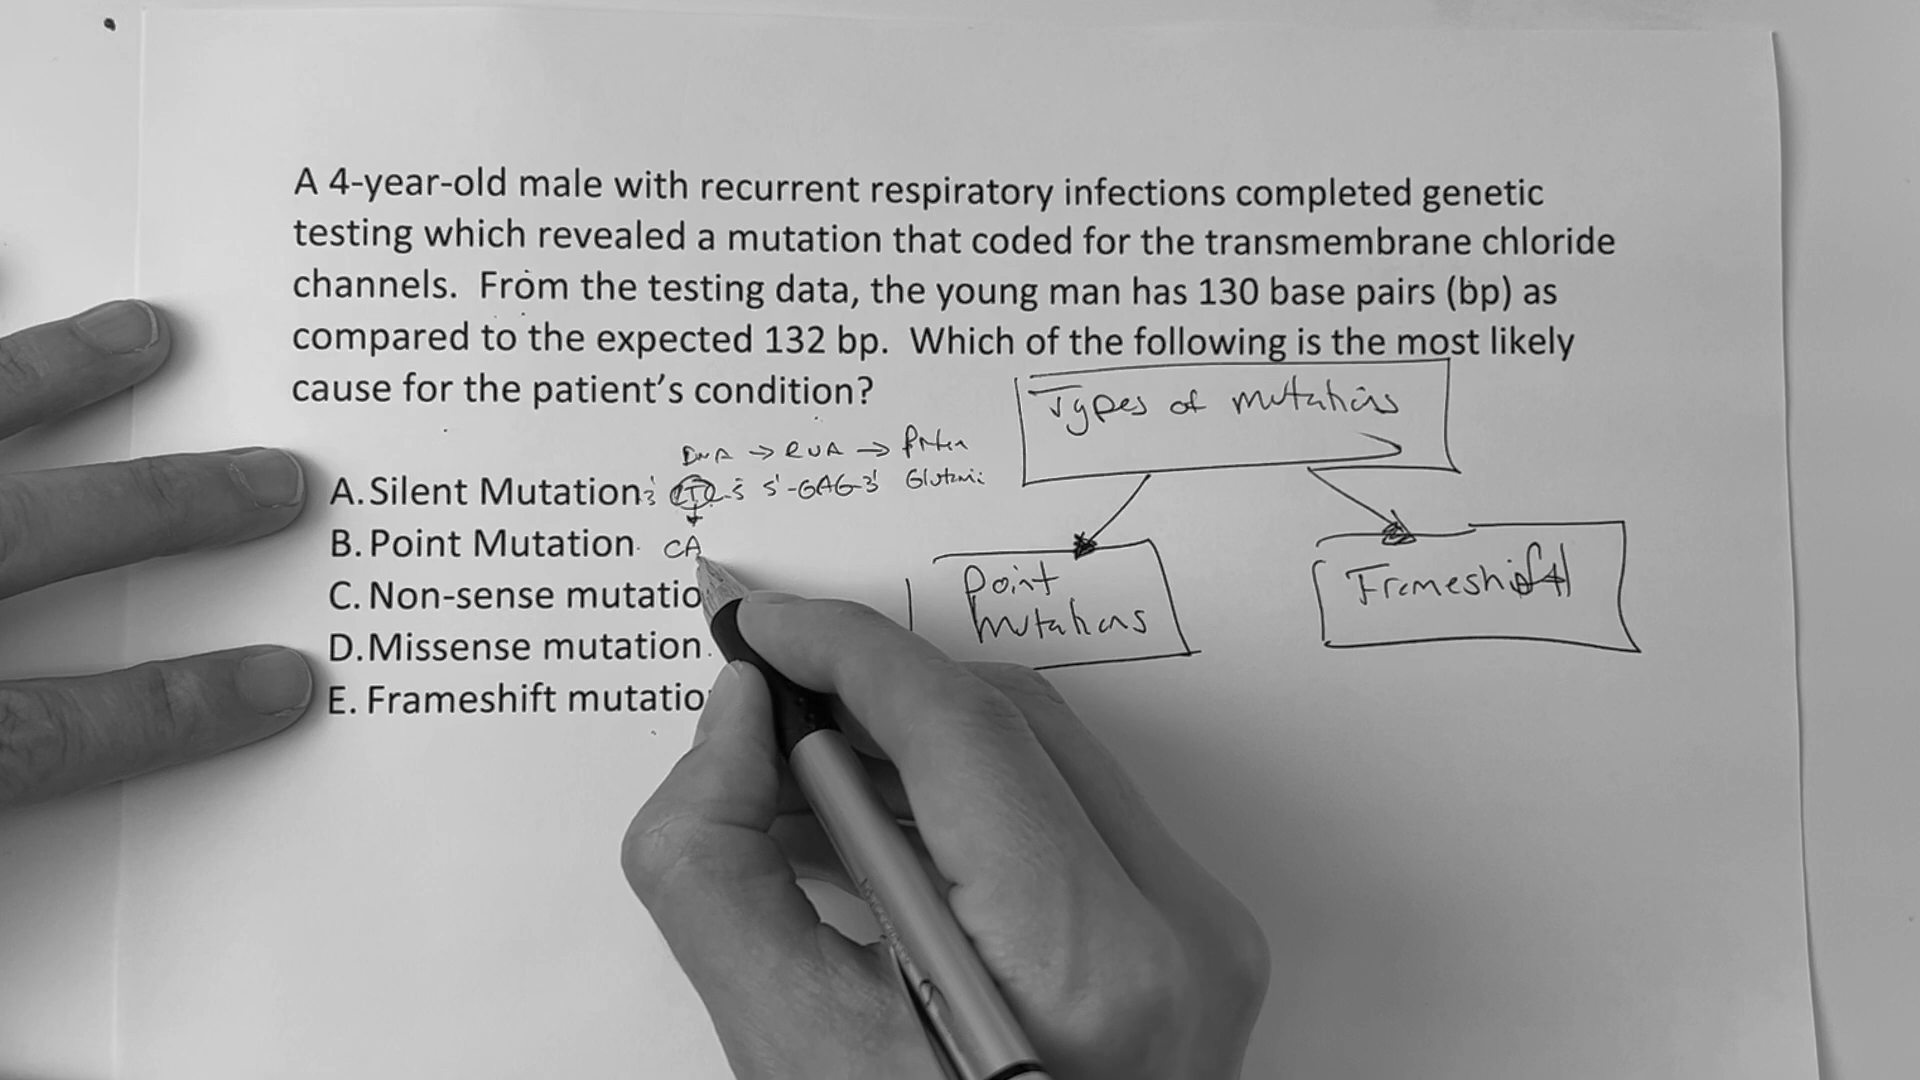 A 4-year-old male with recurrent respiratory infections completed genetic
testing which revealed a mutation that coded for the transmembrane chloride
channels. From the testing data, the young man has 130 base pairs (bp) as
compared to the expected 132 bp. Which of the following is the most likely
cause for the patient's condition?
Types of mutations
DNA → RNA → Protein
A. Silent Mutation 5'-GAG-3'
B. Point Mutation CA
C. Non-sense mutatio
D. Missense mutation
E. Frameshift mutatio
Point
mutations
Frameshift